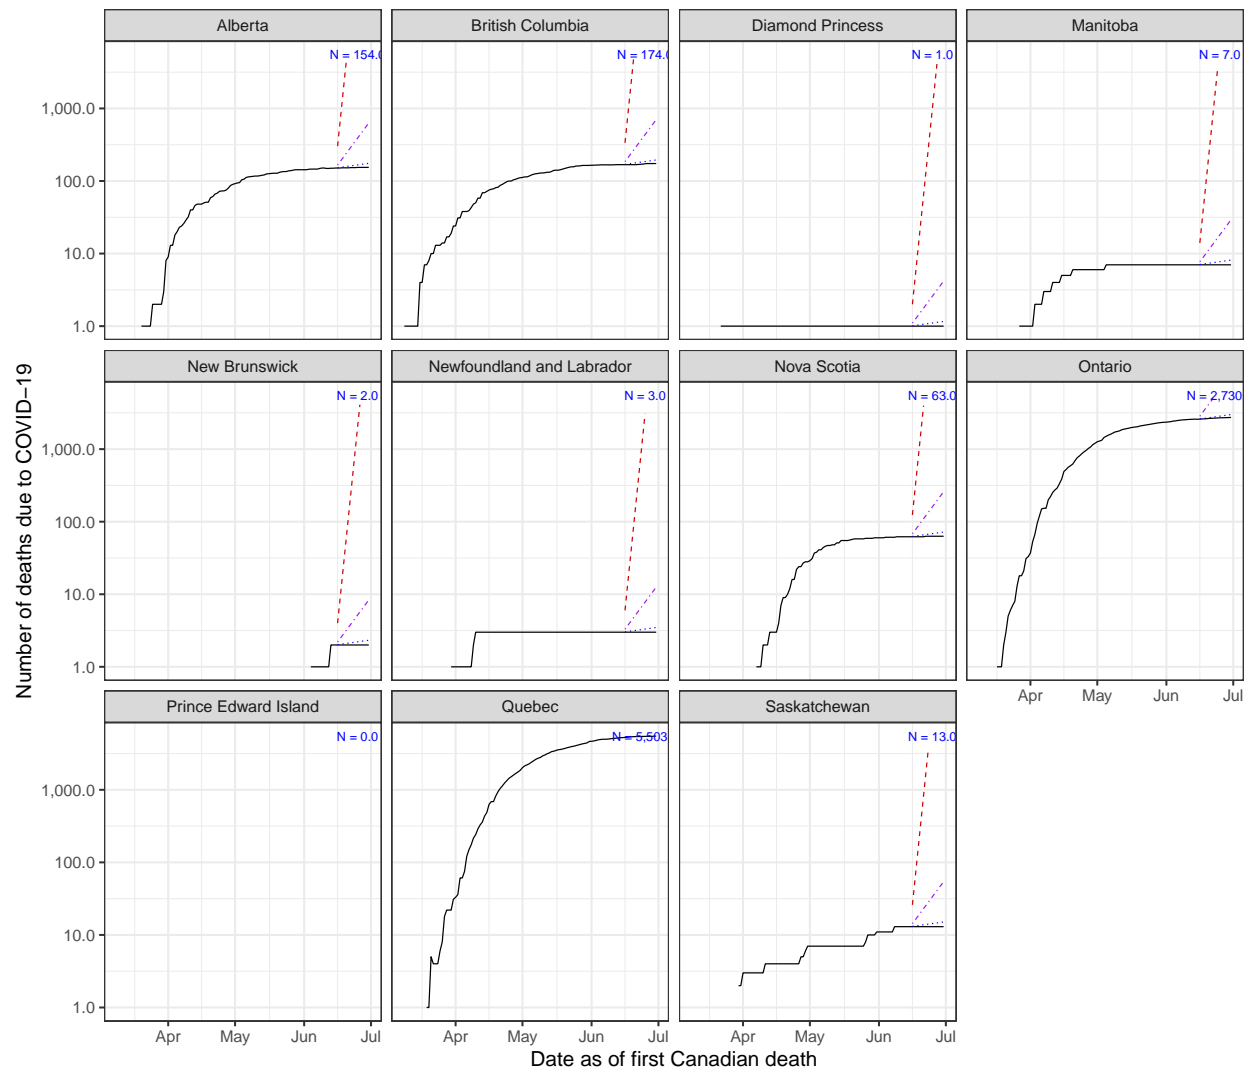 Alberta
British Columbia
Diamond Princess
Manitoba
N = 154.0
N = 174.0
N = 1.0
N = 7.0
1,000.0
100.0
10.0
1.0
New Brunswick
Newfoundland and Labrador
Nova Scotia
Ontario
N = 2.0
N = 3.0
N = 63.0
N = 2,730
1,000.0
100.0
10.0
1.0
Apr May Jun Jul
Prince Edward Island
Quebec
Saskatchewan
N = 0.0
N = 5,503
N = 13.0
1,000.0
100.0
10.0
1.0
Apr May Jun Jul
Apr May Jun Jul
Apr May Jun Jul
Date as of first Canadian death
Number of deaths due to COVID−19